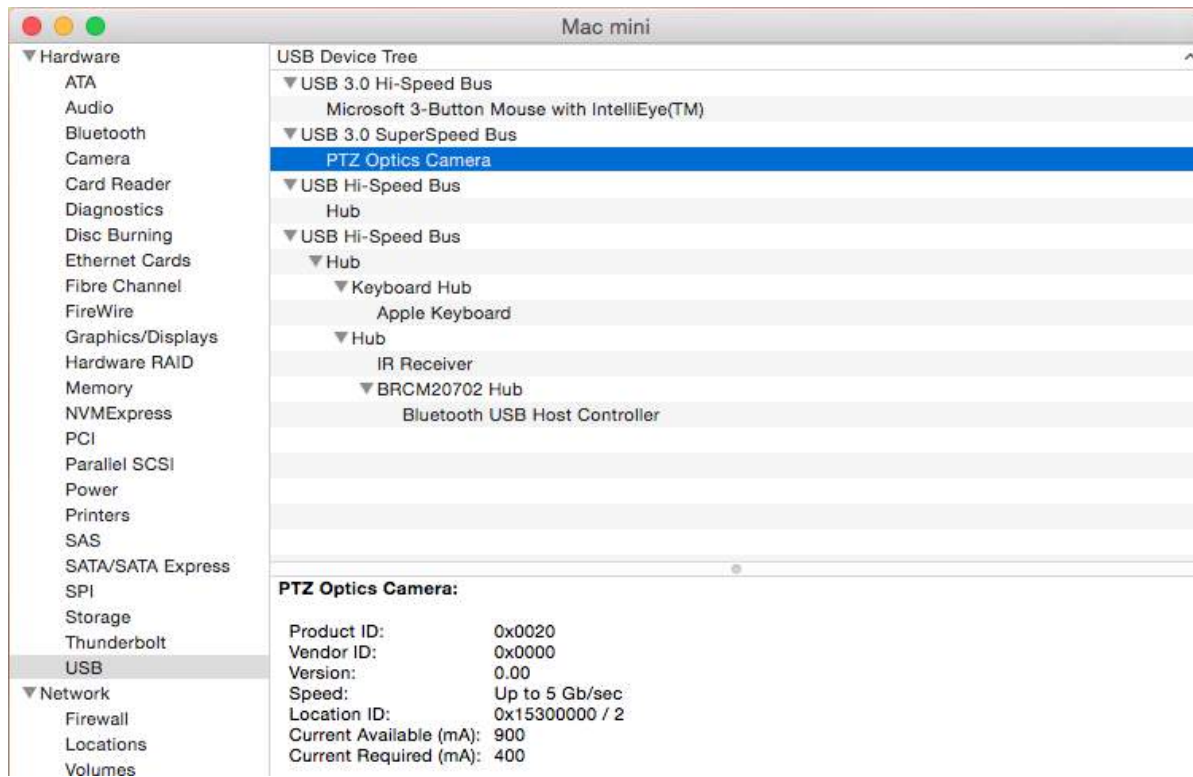 Mac mini
Hardware
ATA
Audio
Bluetooth
Camera
Card Reader
Diagnostics
Disc Burning
Ethernet Cards
Fibre Channel
FireWire
Graphics/Displays
Hardware RAID
Memory
NVMExpress
PCI
Parallel SCSI
Power
Printers
SAS
SATA/SATA Express
SPI
Storage
Thunderbolt
USB
Network
Firewall
Locations
Volumes
USB Device Tree
USB 3.0 Hi-Speed Bus
Microsoft 3-Button Mouse with IntelliEye(TM)
USB 3.0 SuperSpeed Bus
PTZ Optics Camera
USB Hi-Speed Bus
Hub
USB Hi-Speed Bus
Hub
Keyboard Hub
Apple Keyboard
Hub
IR Receiver
BRCM20702 Hub
Bluetooth USB Host Controller
PTZ Optics Camera:
Product ID: 0x0020
Vendor ID: 0x0000
Version: 0.00
Speed: Up to 5 Gb/sec
Location ID: 0x15300000 / 2
Current Available (mA): 900
Current Required (mA): 400